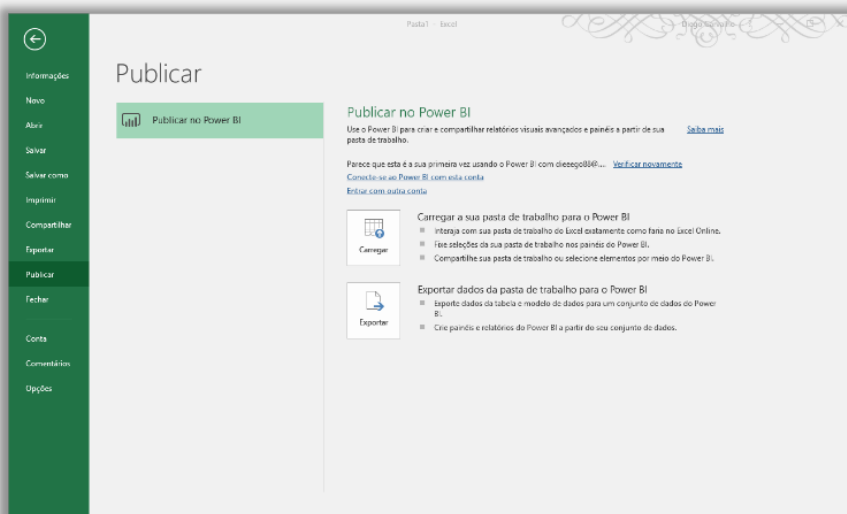 Pasta1 - Excel
Diego Carvalho
Informações
Novo
Abrir
Salvar
Salvar como
Imprimir
Compartilhar
Exportar
Publicar
Fechar
Conta
Comentários
Opções
Publicar
Publicar no Power BI
Publicar no Power BI
Use o Power BI para criar e compartilhar relatórios visuais avançados e painéis a partir de sua
pasta de trabalho.
Saiba mais
Parece que esta é a sua primeira vez usando o Power BI com dieeego88@.... Verificar novamente
Conecte-se ao Power BI com esta conta
Entrar com outra conta
Carregar
Carregar a sua pasta de trabalho para o Power BI
Interaja com sua pasta de trabalho do Excel exatamente como faria no Excel Online.
Fixe seleções da sua pasta de trabalho nos painéis do Power BI.
Compartilhe sua pasta de trabalho ou selecione elementos por meio do Power BI.
Exportar
Exportar dados da pasta de trabalho para o Power BI
Exporte dados da tabela e modelo de dados para um conjunto de dados do Power
BI.
Crie painéis e relatórios do Power BI a partir do seu conjunto de dados.